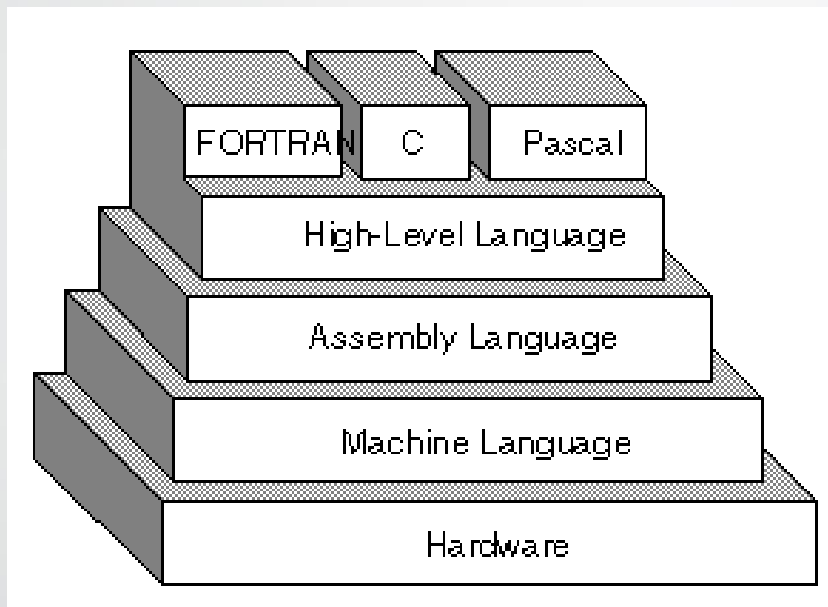 FORTRAN C Pascal
High-Level Language
Assembly Language
Machine Language
Hardware